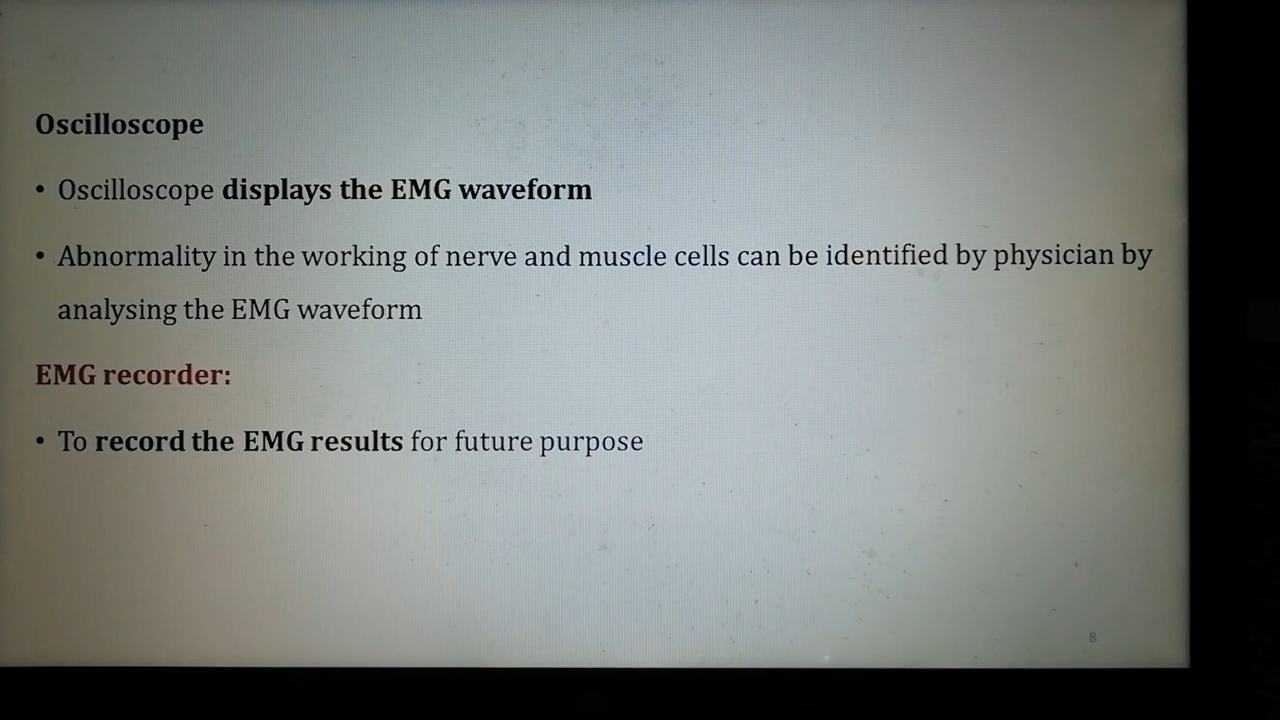 Oscilloscope
• Oscilloscope displays the EMG waveform
• Abnormality in the working of nerve and muscle cells can be identified by physician by
analysing the EMG waveform
EMG recorder:
• To record the EMG results for future purpose
8